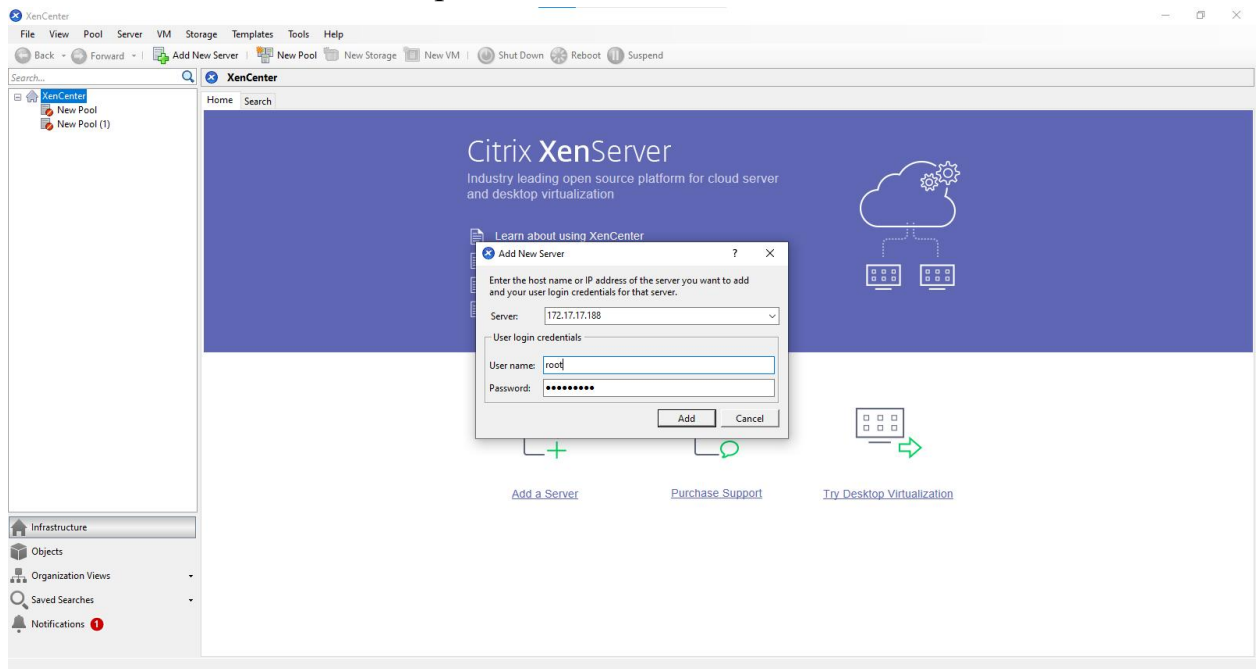 XenCenter
File View Pool Server VM Storage Templates Tools Help
Back Forward Add New Server New Pool New Storage New VM Shut Down Reboot Suspend
Search...
XenCenter
XenCenter
New Pool
New Pool (1)
Home Search
Citrix XenServer
Industry leading open source platform for cloud server
and desktop virtualization
Learn about using XenCenter
Add New Server ?
Enter the host name or IP address of the server you want to add
and your user login credentials for that server.
Server: 172.17.17.188
User login credentials
User name: root
Password: •••••••••
Add Cancel
Add a Server Purchase Support Try Desktop Virtualization
Infrastructure
Objects
Organization Views
Saved Searches
Notifications 1